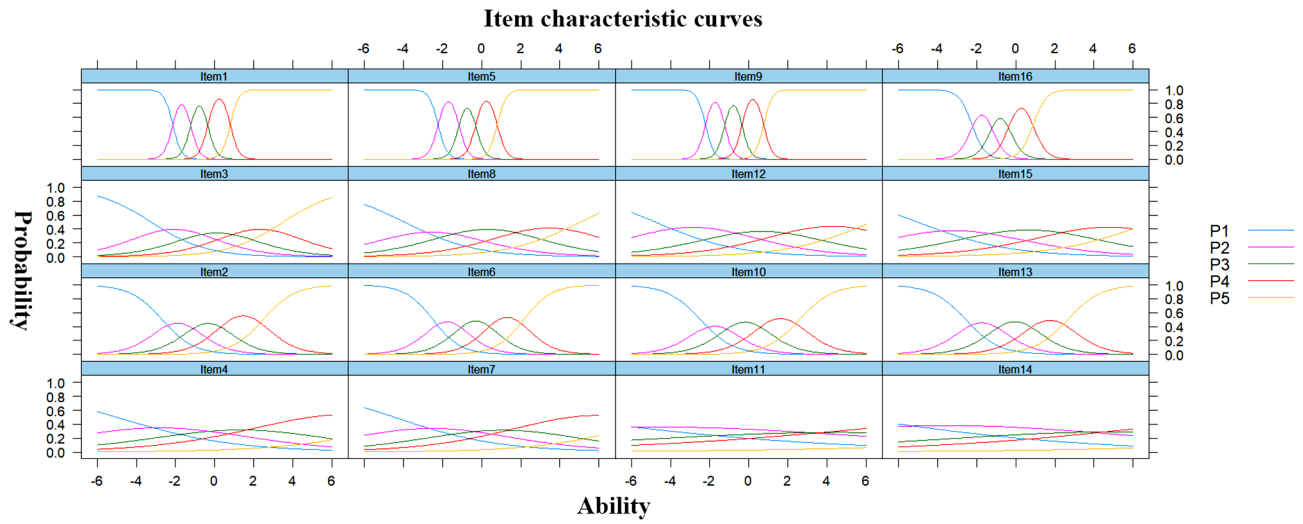 Item characteristic curves
-6 -4 -2 0 2 4 6 -6 -4 -2 0 2 4 6
Item1 Item5 Item9 Item16
1.0
0.8
0.6
0.4
0.2
0.0
Item3 Item8 Item12 Item15
1.0
0.8
0.6
0.4
0.2
0.0
Item2 Item6 Item10 Item13
1.0
0.8
0.6
0.4
0.2
0.0
Item4 Item7 Item11 Item14
1.0
0.8
0.6
0.4
0.2
0.0
-6 -4 -2 0 2 4 6 -6 -4 -2 0 2 4 6
Probability
Ability
P1
P2
P3
P4
P5